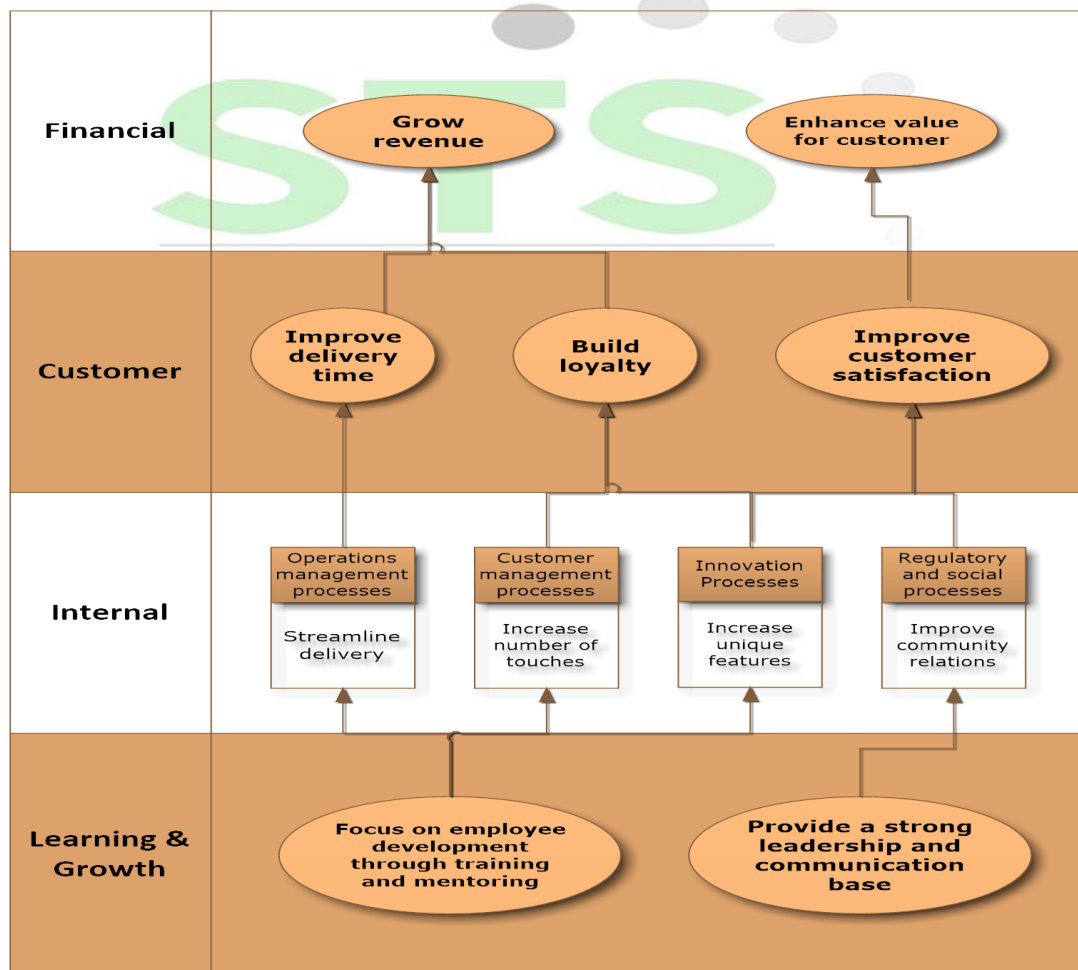 STS
Financial
Grow
revenue
Enhance value
for customer
Customer
Improve
delivery
time
Build
loyalty
Improve
customer
satisfaction
Internal
Operations
management
processes
Streamline
delivery
Customer
management
processes
Increase
number of
touches
Innovation
Processes
Increase
unique
features
Regulatory
and social
processes
Improve
community
relations
Learning &
Growth
Focus on employee
development
through training
and mentoring
Provide a strong
leadership and
communication
base